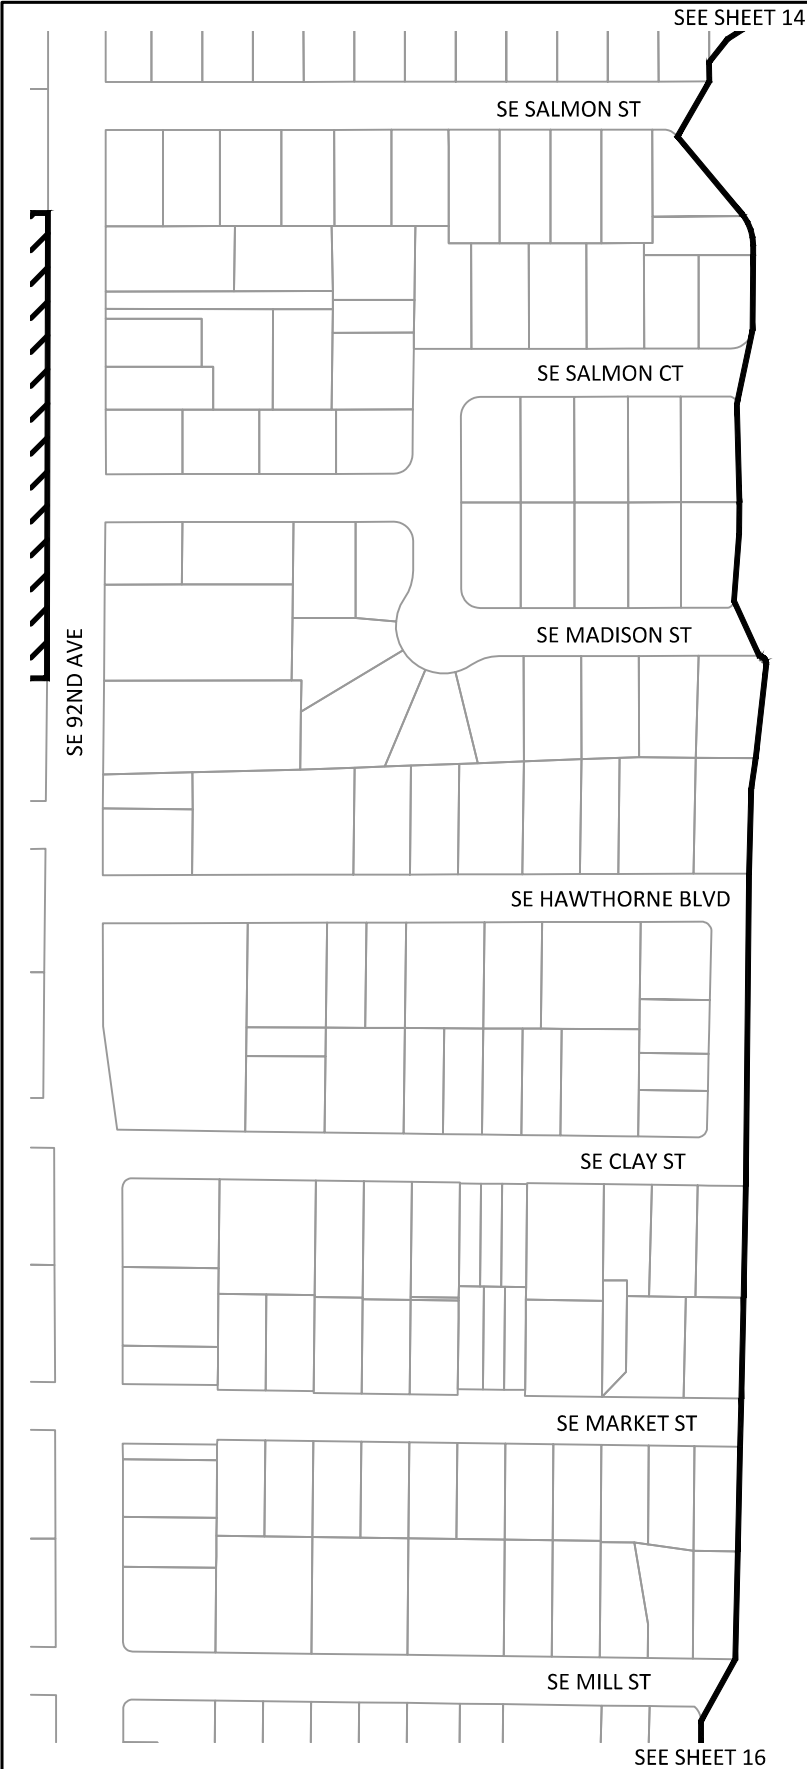 SEE SHEET 14
SE SALMON ST
SE SALMON CT
SE MADISON ST
SE 92ND AVE
SE HAWTHORNE BLVD
SE CLAY ST
SE MARKET ST
SE MILL ST
SEE SHEET 16